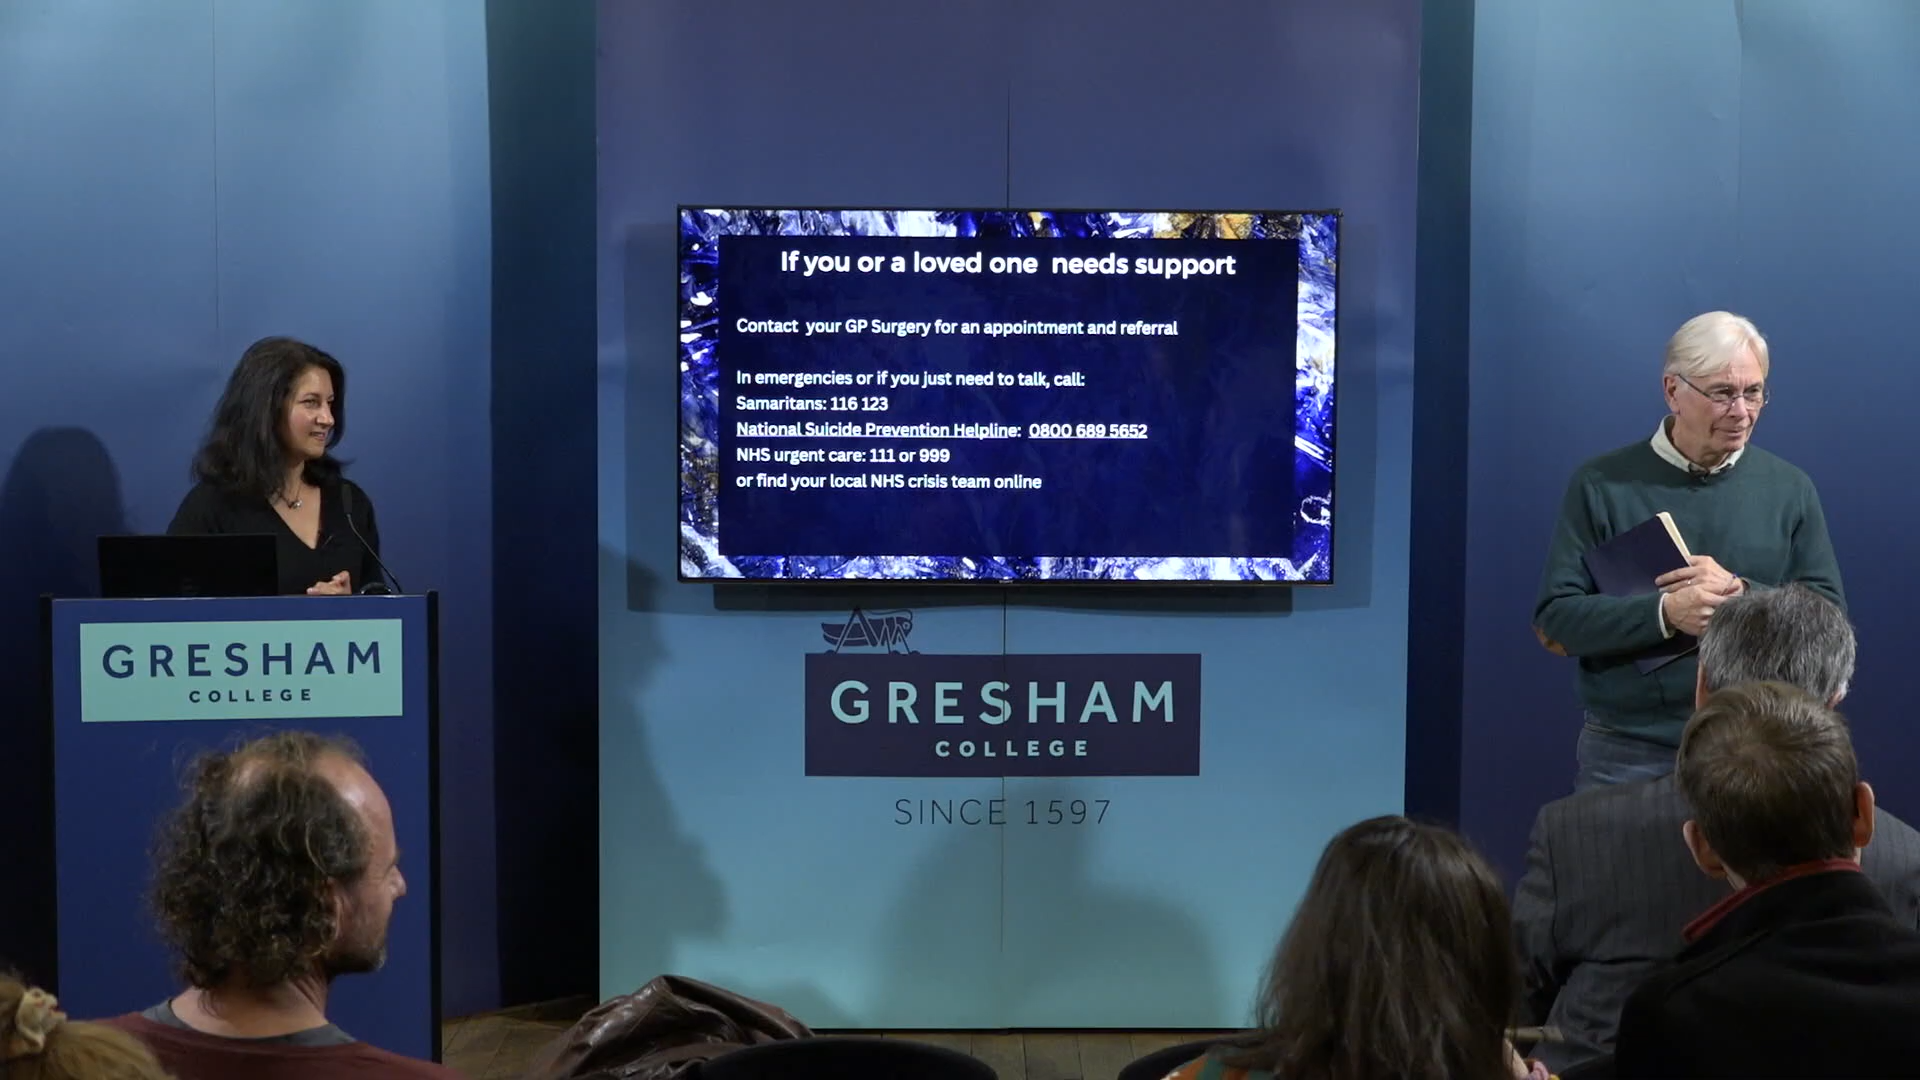 If you or a loved one needs support
Contact your GP Surgery for an appointment and referral
In emergencies or if you just need to talk, call:
Samaritans: 116 123
National Suicide Prevention Helpline: 0800 689 5652
NHS urgent care: 111 or 999
or find your local NHS crisis team online
GRESHAM
COLLEGE
GRESHAM
COLLEGE
SINCE 1597